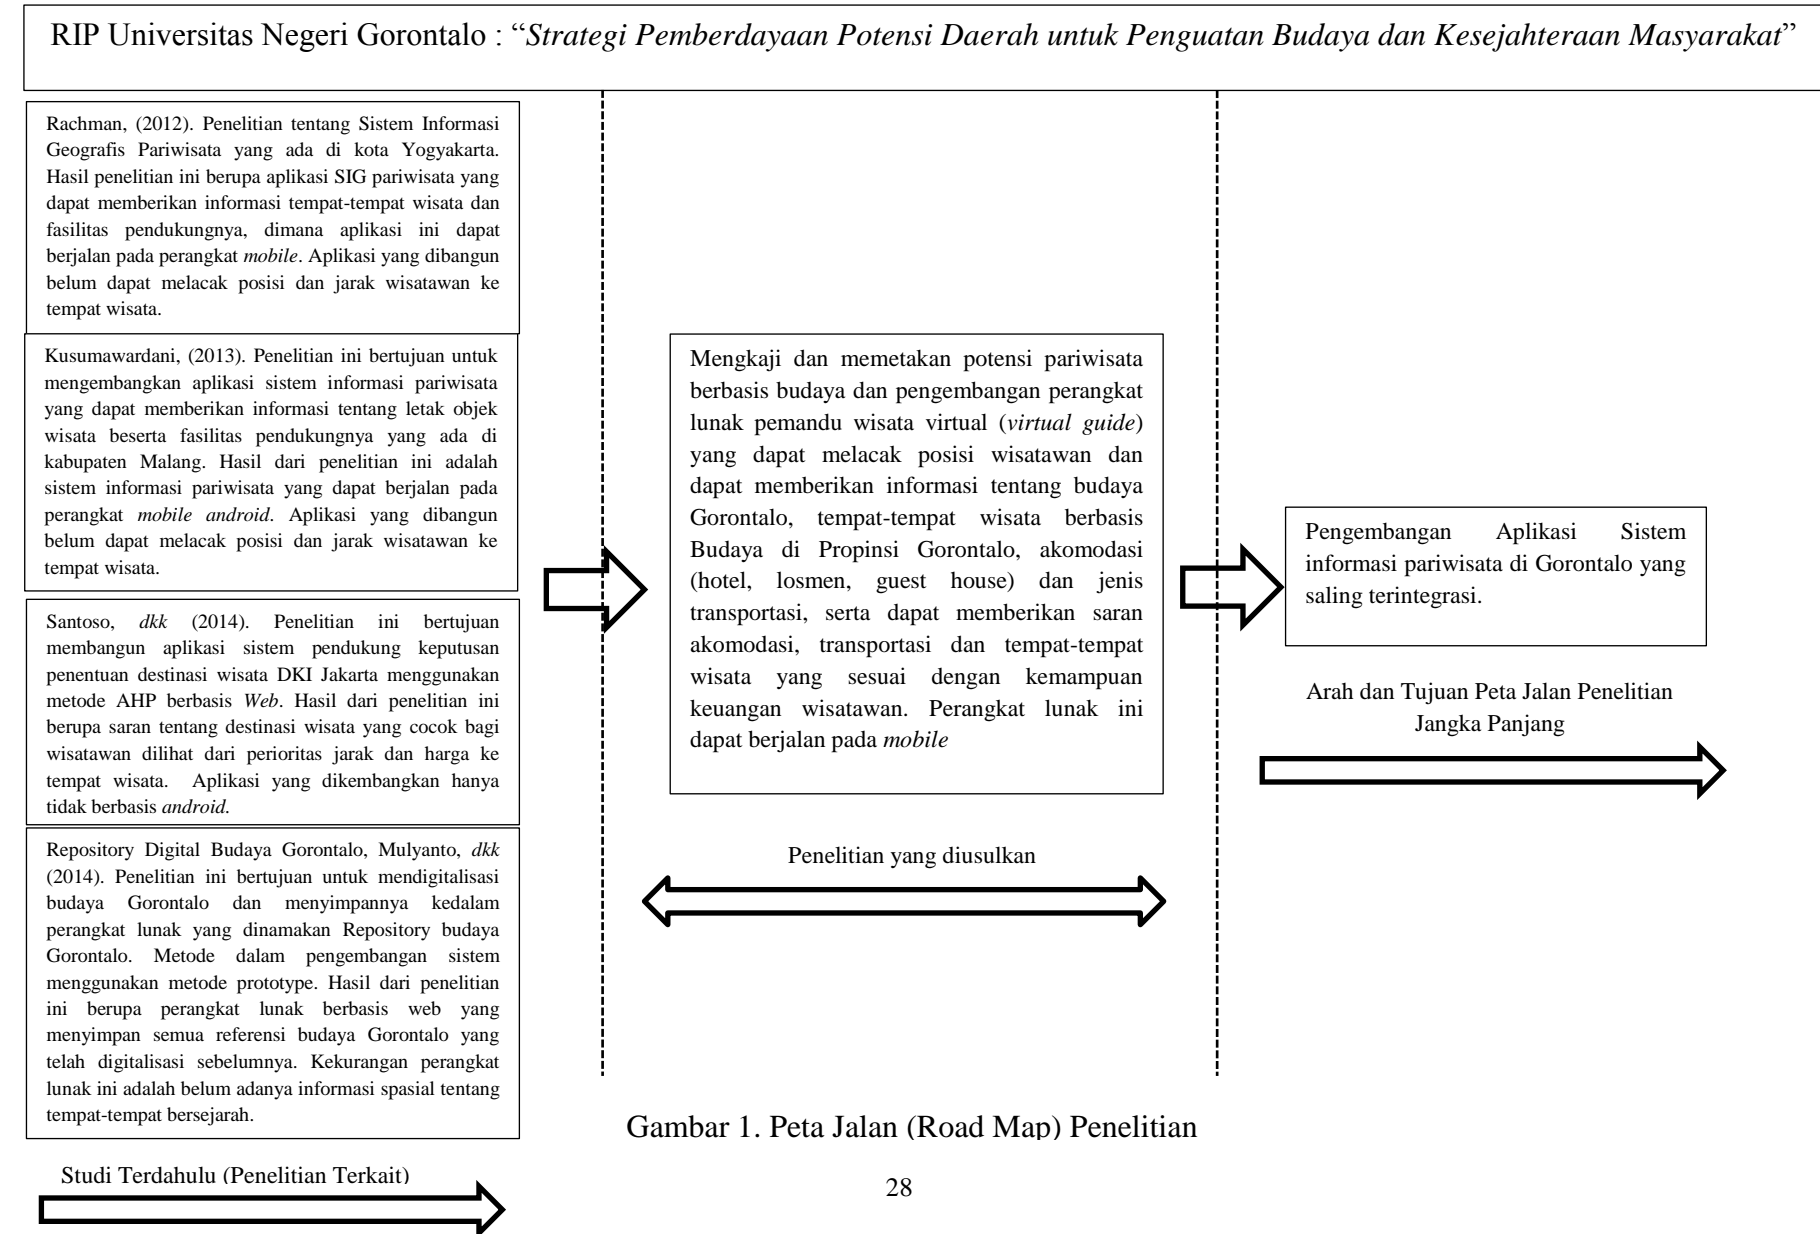 RIP Universitas Negeri Gorontalo : “Strategi Pemberdayaan Potensi Daerah untuk Penguatan Budaya dan Kesejahteraan Masyarakat”
Rachman, (2012). Penelitian tentang Sistem Informasi
Geografis Pariwisata yang ada di kota Yogyakarta.
Hasil penelitian ini berupa aplikasi SIG pariwisata yang
dapat memberikan informasi tempat-tempat wisata dan
fasilitas pendukungnya, dimana aplikasi ini dapat
berjalan pada perangkat mobile. Aplikasi yang dibangun
belum dapat melacak posisi dan jarak wisatawan ke
tempat wisata.
Kusumawardani, (2013). Penelitian ini bertujuan untuk
mengembangkan aplikasi sistem informasi pariwisata
yang dapat memberikan informasi tentang letak objek
wisata beserta fasilitas pendukungnya yang ada di
kabupaten Malang. Hasil dari penelitian ini adalah
sistem informasi pariwisata yang dapat berjalan pada
perangkat mobile android. Aplikasi yang dibangun
belum dapat melacak posisi dan jarak wisatawan ke
tempat wisata.
Santoso, dkk (2014). Penelitian ini bertujuan
membangun aplikasi sistem pendukung keputusan
penentuan destinasi wisata DKI Jakarta menggunakan
metode AHP berbasis Web. Hasil dari penelitian ini
berupa saran tentang destinasi wisata yang cocok bagi
wisatawan dilihat dari perioritas jarak dan harga ke
tempat wisata.  Aplikasi yang dikembangkan hanya
tidak berbasis android.
Repository Digital Budaya Gorontalo, Mulyanto, dkk
(2014). Penelitian ini bertujuan untuk mendigitalisasi
budaya Gorontalo dan menyimpannya kedalam
perangkat lunak yang dinamakan Repository budaya
Gorontalo. Metode dalam pengembangan sistem
menggunakan metode prototype. Hasil dari penelitian
ini berupa perangkat lunak berbasis web yang
menyimpan semua referensi budaya Gorontalo yang
telah digitalisasi sebelumnya. Kekurangan perangkat
lunak ini adalah belum adanya informasi spasial tentang
tempat-tempat bersejarah.
Studi Terdahulu (Penelitian Terkait)
Mengkaji dan memetakan potensi pariwisata
berbasis budaya dan pengembangan perangkat
lunak pemandu wisata virtual (virtual guide)
yang dapat melacak posisi wisatawan dan
dapat memberikan informasi tentang budaya
Gorontalo, tempat-tempat wisata berbasis
Budaya di Propinsi Gorontalo, akomodasi
(hotel, losmen, guest house) dan jenis
transportasi, serta dapat memberikan saran
akomodasi, transportasi dan tempat-tempat
wisata yang sesuai dengan kemampuan
keuangan wisatawan. Perangkat lunak ini
dapat berjalan pada mobile
Penelitian yang diusulkan
Pengembangan Aplikasi Sistem
informasi pariwisata di Gorontalo yang
saling terintegrasi.
Arah dan Tujuan Peta Jalan Penelitian
Jangka Panjang
Gambar 1. Peta Jalan (Road Map) Penelitian
28